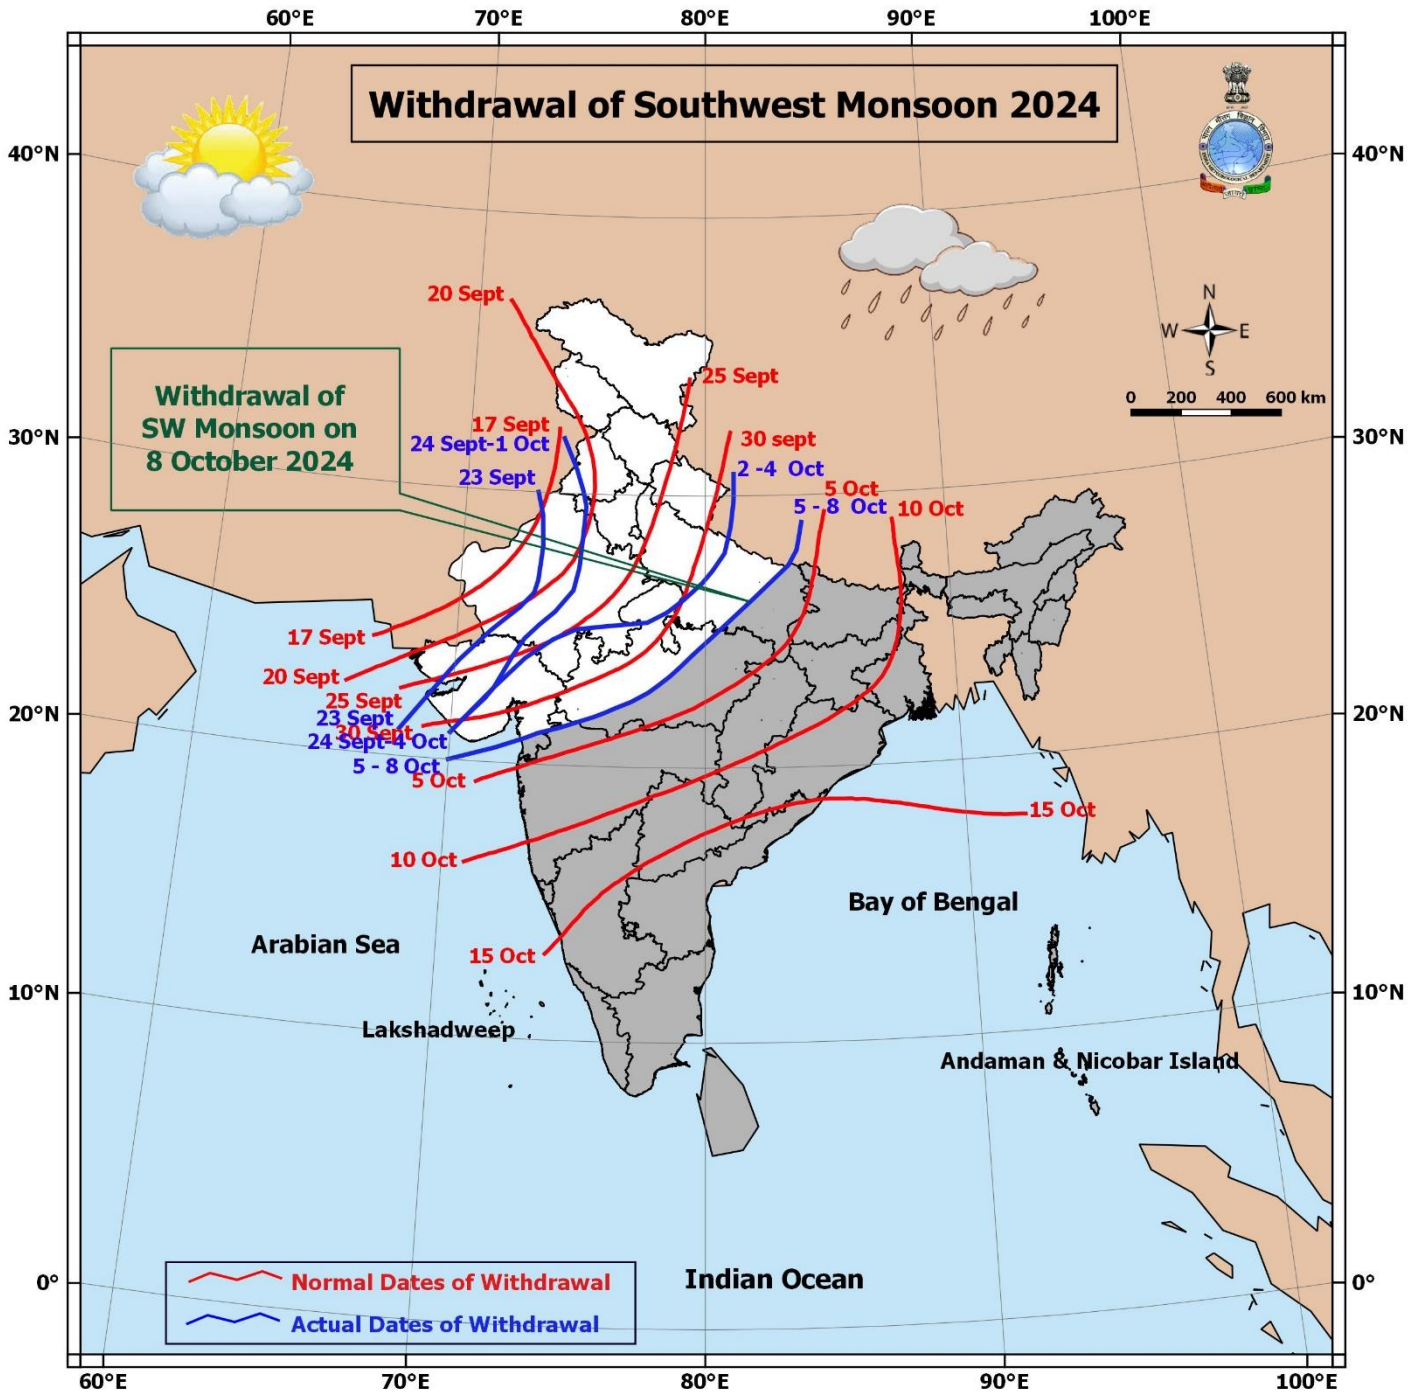 60°E 70°E 80°E 90°E 100°E
Withdrawal of Southwest Monsoon 2024
40°N 40°N
20 Sept
N
W E
S
Withdrawal of
SW Monsoon on
8 October 2024
25 Sept
0 200 400 600 km
17 Sept
30 sept
24 Sept-1 Oct
30°N 30°N
2 -4 Oct
23 Sept
5 Oct
5 - 8 Oct
10 Oct
17 Sept
20 Sept
25 Sept
23 Sept
30 Sept
24 Sept-4 Oct
20°N 20°N
5 - 8 Oct
5 Oct
15 Oct
10 Oct
Bay of Bengal
Arabian Sea
15 Oct
10°N 10°N
Lakshadweep
Andaman & Nicobar Island
Indian Ocean
0° 0°
Normal Dates of Withdrawal
Actual Dates of Withdrawal
60°E 70°E 80°E 90°E 100°E